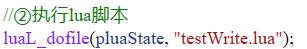 //②执行lua脚本
luaL_dofile(pluaState, "testWrite.lua");